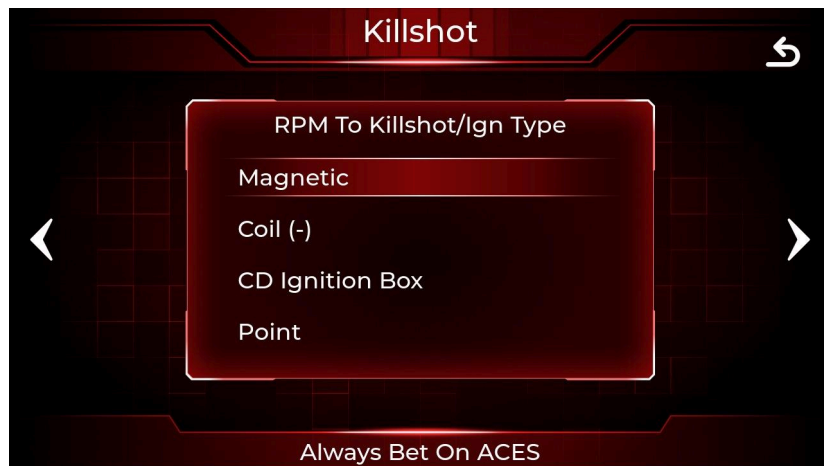 Killshot
RPM To Killshot/Ign Type
Magnetic
Coil (-)
CD Ignition Box
Point
Always Bet On ACES